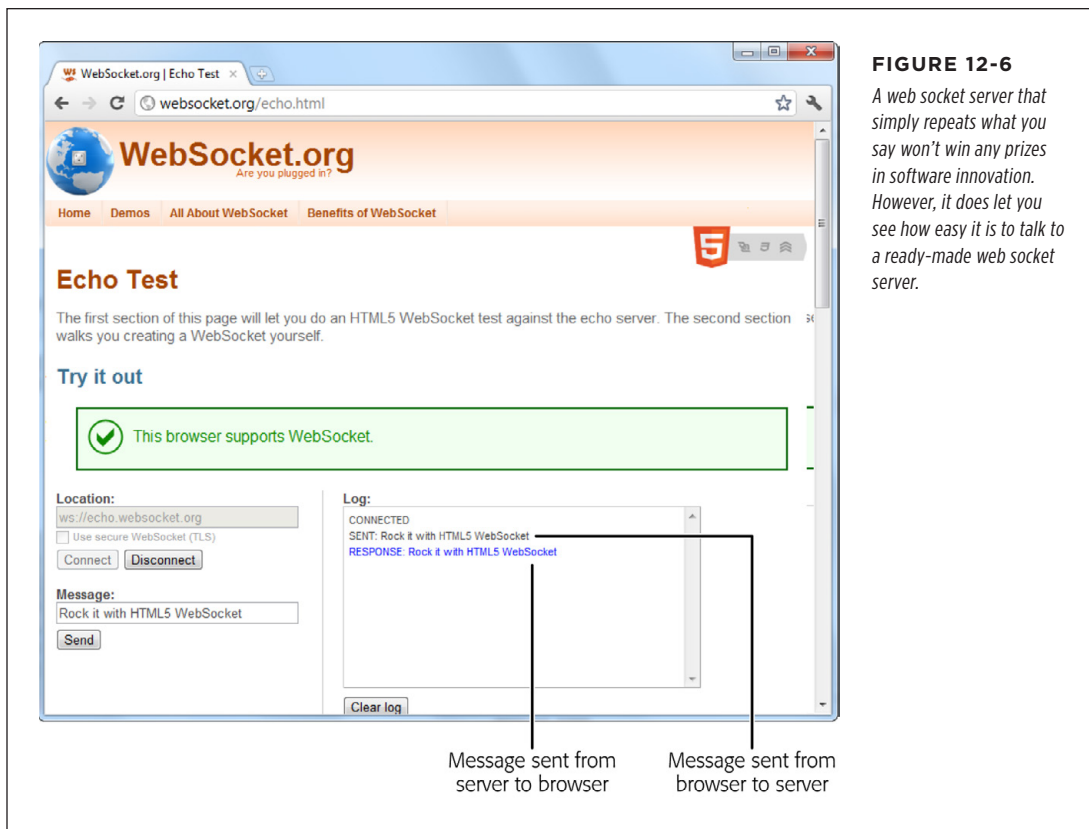 WebSocket.org | Echo Test
websocket.org/echo.html
WebSocket.org
Are you plugged in?
Home Demos All About WebSocket Benefits of WebSocket
5
Echo Test
The first section of this page will let you do an HTML5 WebSocket test against the echo server. The second section
walks you creating a WebSocket yourself.
Try it out
This browser supports WebSocket.
Location:
ws://echo.websocket.org
Use secure WebSocket (TLS)
Connect Disconnect
Message:
Rock it with HTML5 WebSocket
Send
Log:
CONNECTED
SENT: Rock it with HTML5 WebSocket
RESPONSE: Rock it with HTML5 WebSocket
Clear log
Message sent from
server to browser
Message sent from
browser to server
FIGURE 12-6
A web socket server that
simply repeats what you
say won’t win any prizes
in software innovation.
However, it does let you
see how easy it is to talk to
a ready-made web socket
server.